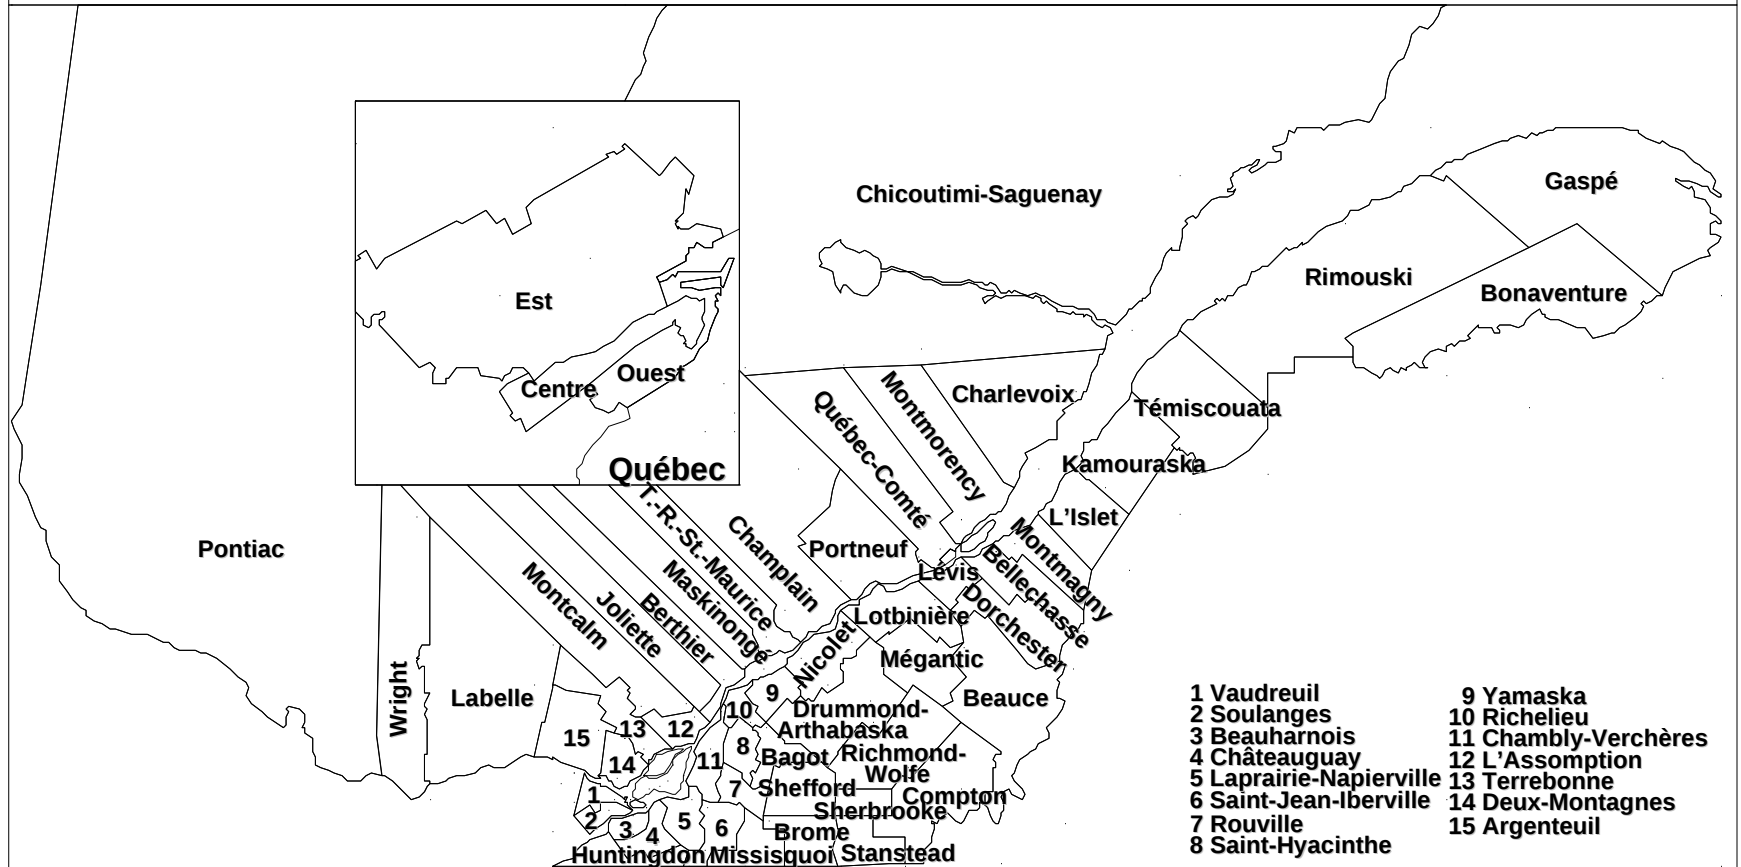 Gaspé
Chicoutimi-Saguenay
Rimouski
Bonaventure
Est
Ouest
Centre
Québec
Charlevoix
Montmorency
Québec-Comté
Témiscouata
Kamouraska
L'Islet
Montmagny
Bellechasse
Dorchester
Lévis
Portneuf
Champlain
T.-R.-St.-Maurice
Maskinongé
Berthier
Joliette
Montcalm
Pontiac
Wright
Labelle
Lotbinière
Nicolet
Mégantic
Beauce
Drummond-
Arthabaska
Richmond-
Wolfe
Bagot
Shefford
Compton
Sherbrooke
Brome
Stanstead
Missisquoi
Huntingdon
9
10
12
13
15
8
11
14
7
1
2
3
4
5
6
1 Vaudreuil
2 Soulanges
3 Beauharnois
4 Châteauguay
5 Laprairie-Napierville
6 Saint-Jean-Iberville
7 Rouville
8 Saint-Hyacinthe
9 Yamaska
10 Richelieu
11 Chambly-Verchères
12 L'Assomption
13 Terrebonne
14 Deux-Montagnes
15 Argenteuil